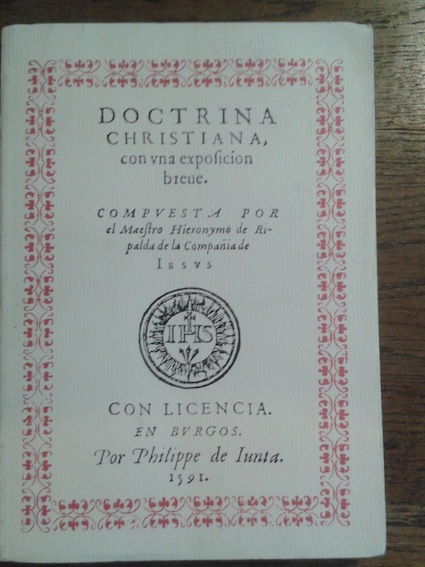 DOCTRINA
CHRISTIANA,
con vna exposicion
breue.
COMPVESTA POR
el Maestro Hieronymo de Ri-
palda de la Compañia de
IESVS
IHS
CON LICENCIA.
EN BVRGOS.
Por Philippe de Iunta.
1591.